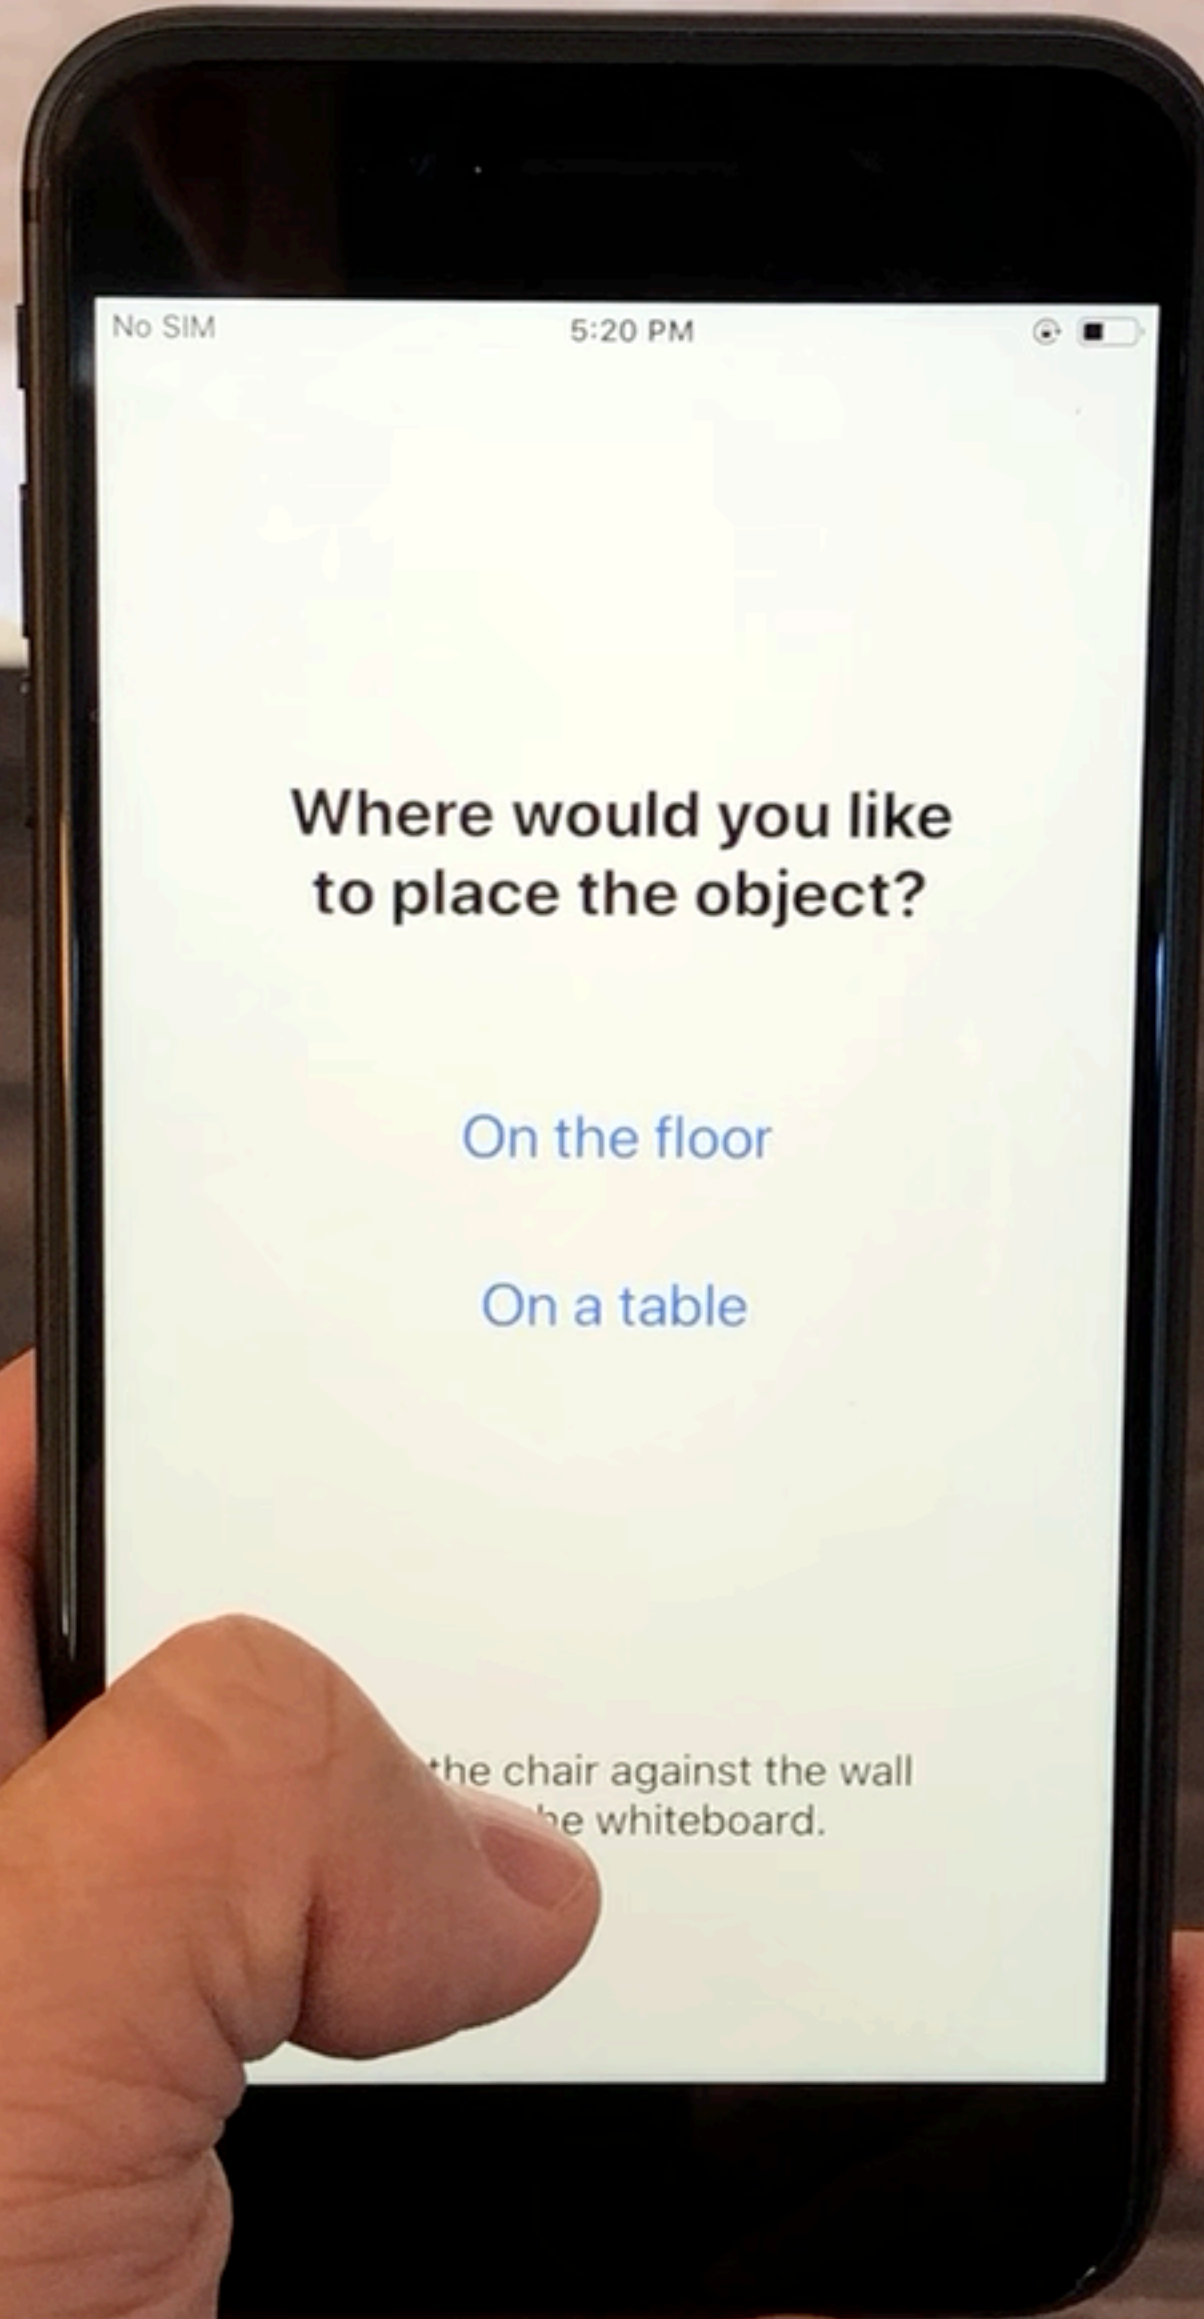 No SIM
5:20 PM
Where would you like
to place the object?
On the floor
On a table
the chair against the wall
whiteboard.